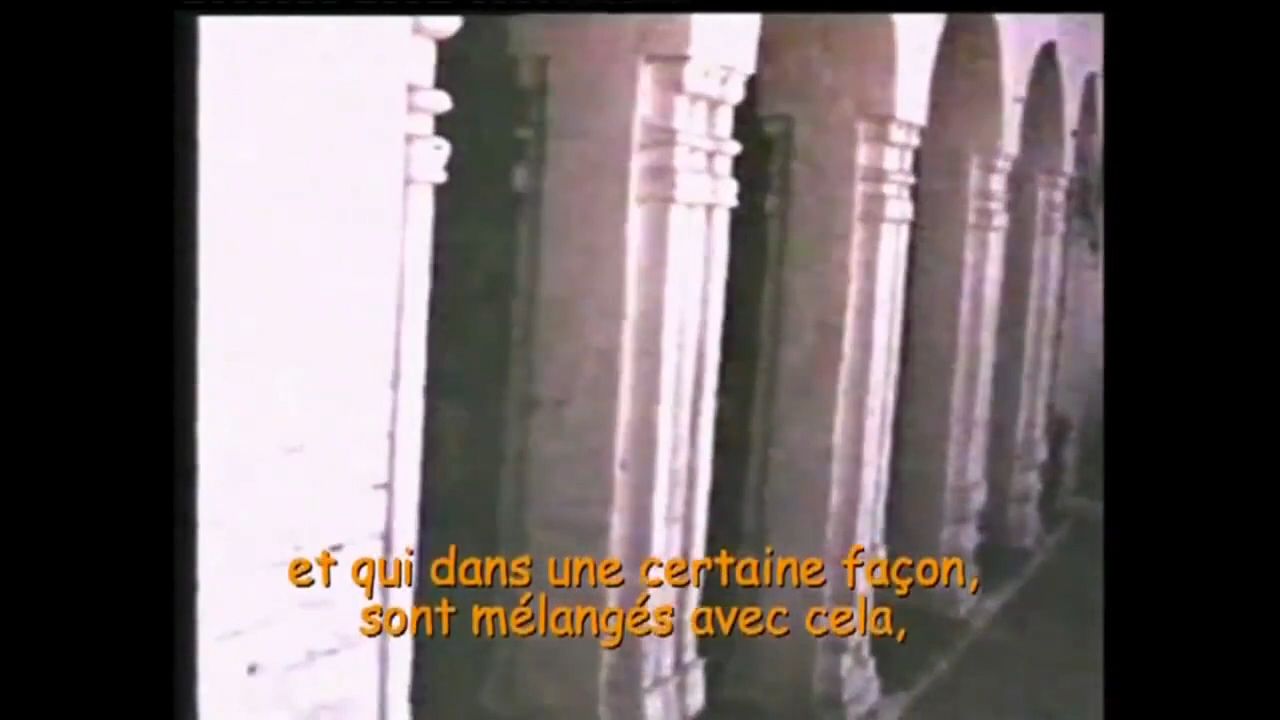 et qui dans une certaine façon,
sont mélangés avec cela,